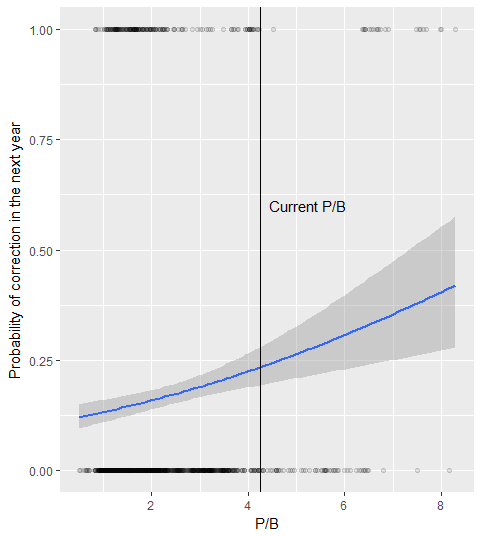 1.00
0.75
0.50
0.25
0.00
Probability of correction in the next year
Current P/B
2 4 6 8
P/B